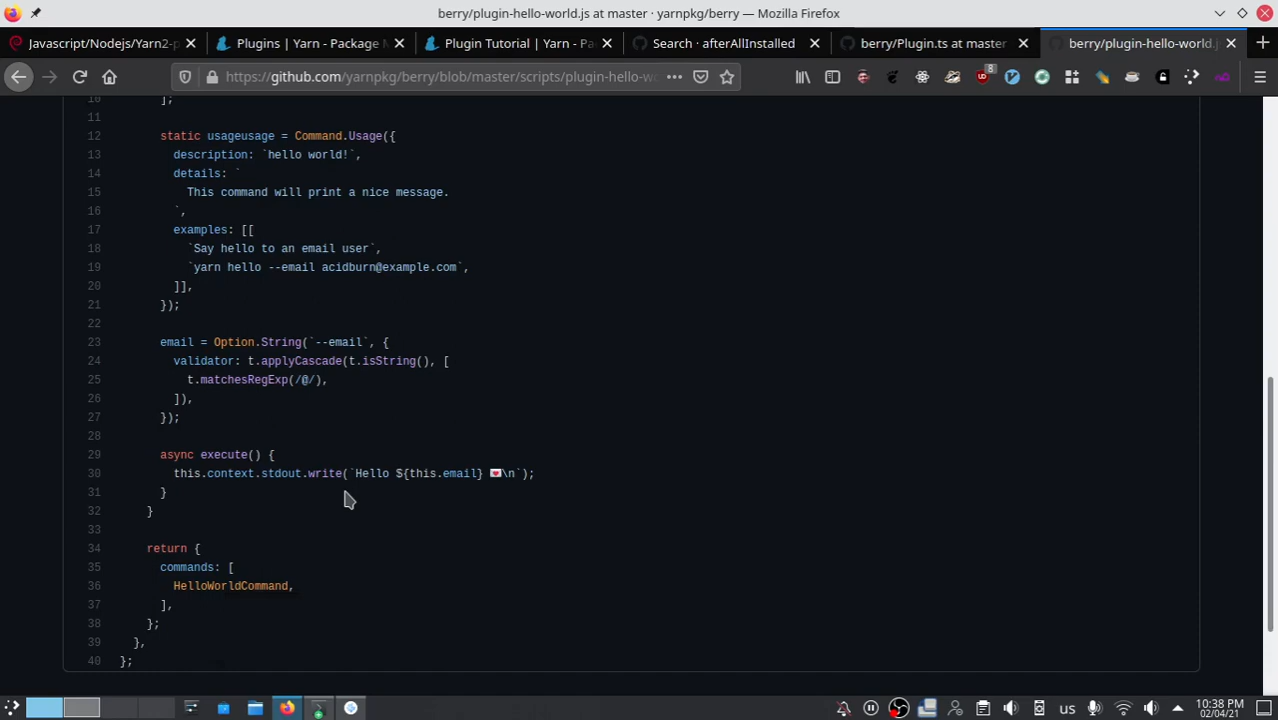 berry/plugin-hello-world.js at master · yarnpkg/berry — Mozilla Firefox
Javascript/Nodejs/Yarn2-p
Plugins | Yarn - Package M
Plugin Tutorial | Yarn - Pa
Search · afterAllInstalled
berry/Plugin.ts at master
berry/plugin-hello-world.j
https://github.com/yarnpkg/berry/blob/master/scripts/plugin-hello-wo
8
10 ];
11
12 static usageusage = Command.Usage({
13 description: `hello world!`,
14 details: `
15 This command will print a nice message.
16 `,
17 examples: [[
18 `Say hello to an email user`,
19 `yarn hello --email acidburn@example.com`,
20 ]],
21 });
22
23 email = Option.String(`--email`, {
24 validator: t.applyCascade(t.isString(), [
25 t.matchesRegExp(/@/),
26 ]),
27 });
28
29 async execute() {
30 this.context.stdout.write(`Hello ${this.email} 💌\n`);
31 }
32 }
33
34 return {
35 commands: [
36 HelloWorldCommand,
37 ],
38 };
39 },
40 };
us
10:38 PM
02/04/21